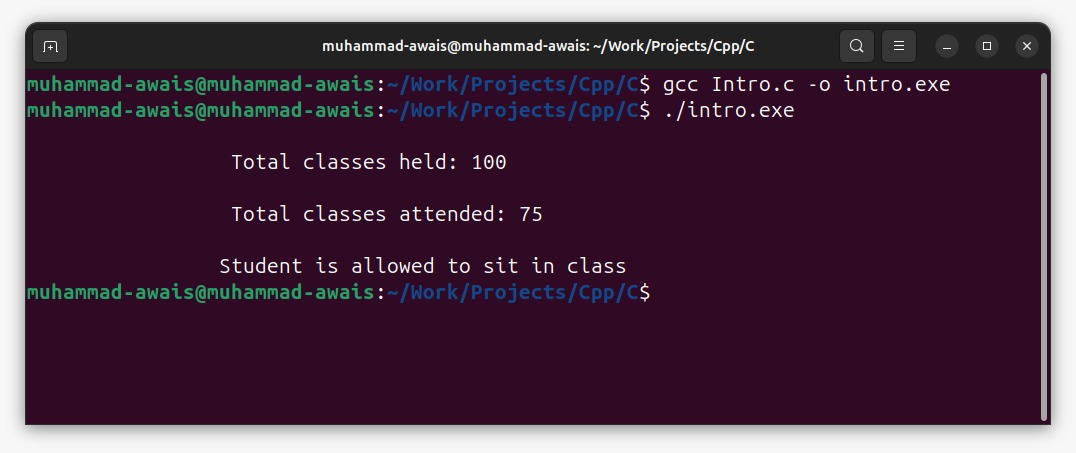 muhammad-awais@muhammad-awais: ~/Work/Projects/Cpp/C
muhammad-awais@muhammad-awais:~/Work/Projects/Cpp/C$ gcc Intro.c -o intro.exe
muhammad-awais@muhammad-awais:~/Work/Projects/Cpp/C$ ./intro.exe
Total classes held: 100
Total classes attended: 75
Student is allowed to sit in class
muhammad-awais@muhammad-awais:~/Work/Projects/Cpp/C$